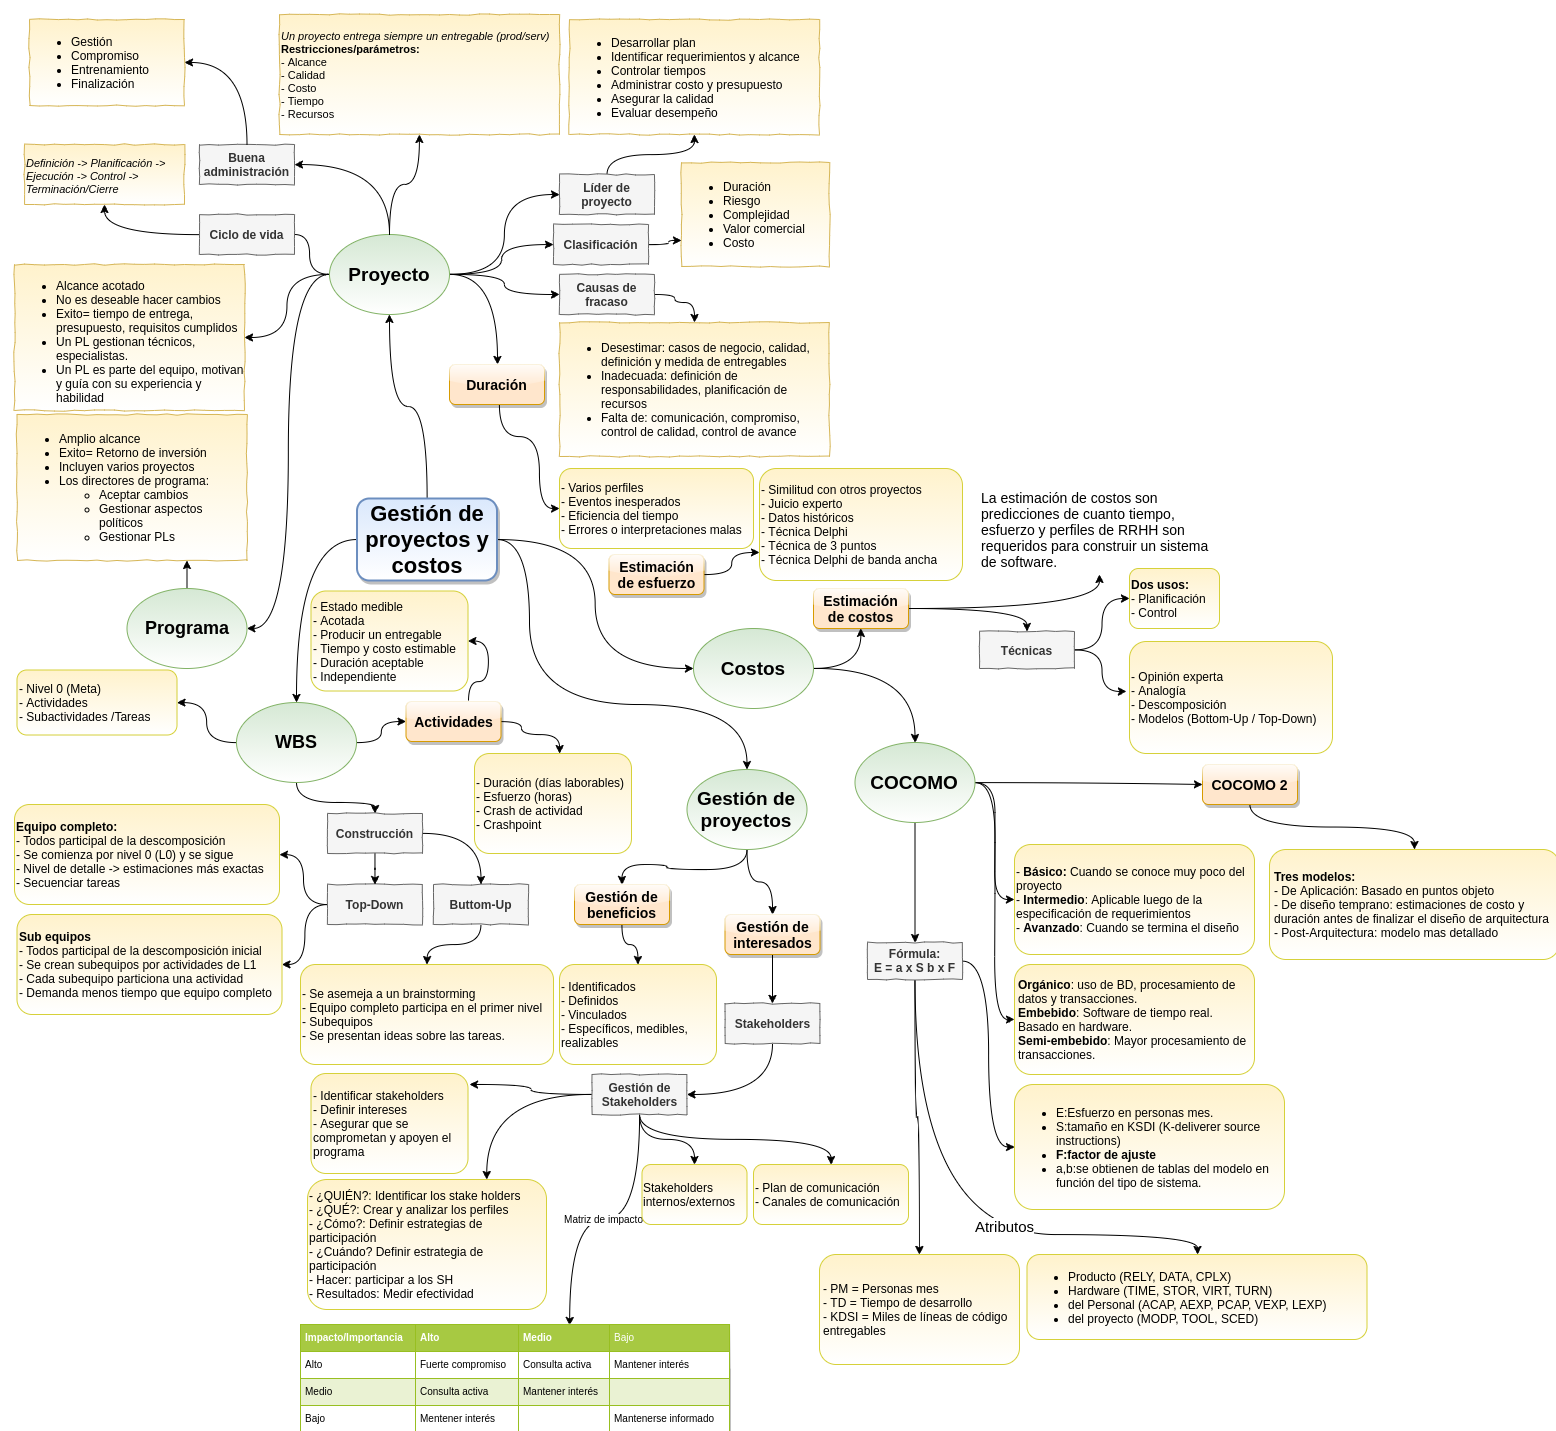 Gestión
Compromiso
Entrenamiento
Finalización
Un proyecto entrega siempre un entregable (prod/serv)
Restricciones/parámetros:
- Alcance
- Calidad
- Costo
- Tiempo
- Recursos
Desarrollar plan
Identificar requerimientos y alcance
Controlar tiempos
Administrar costo y presupuesto
Asegurar la calidad
Evaluar desempeño
Buena
administración
Definición -> Planificación ->
Ejecución -> Control ->
Terminación/Cierre
Ciclo de vida
Proyecto
Líder de
proyecto
Clasificación
Duración
Riesgo
Complejidad
Valor comercial
Costo
Causas de
fracaso
Alcance acotado
No es deseable hacer cambios
Exito= tiempo de entrega,
presupuesto, requisitos cumplidos
Un PL gestionan técnicos,
especialistas.
Un PL es parte del equipo, motivan
y guía con su experiencia y
habilidad
Duración
Desestimar: casos de negocio, calidad,
definición y medida de entregables
Inadecuada: definición de
responsabilidades, planificación de
recursos
Falta de: comunicación, compromiso,
control de calidad, control de avance
Amplio alcance
Exito= Retorno de inversión
Incluyen varios proyectos
Los directores de programa:
Aceptar cambios
Gestionar aspectos
políticos
Gestionar PLs
Gestión de
proyectos y
costos
- Varios perfiles
- Eventos inesperados
- Eficiencia del tiempo
- Errores o interpretaciones malas
- Similitud con otros proyectos
- Juicio experto
- Datos históricos
- Técnica Delphi
- Técnica de 3 puntos
- Técnica Delphi de banda ancha
Estimación
de esfuerzo
La estimación de costos son
predicciones de cuanto tiempo,
esfuerzo y perfiles de RRHH son
requeridos para construir un sistema
de software.
Estimación
de costos
Dos usos:
- Planificación
- Control
Técnicas
- Opinión experta
- Analogía
- Descomposición
- Modelos (Bottom-Up / Top-Down)
Programa
- Estado medible
- Acotada
- Producir un entregable
- Tiempo y costo estimable
- Duración aceptable
- Independiente
Costos
- Nivel 0 (Meta)
- Actividades
- Subactividades /Tareas
WBS
Actividades
- Duración (días laborables)
- Esfuerzo (horas)
- Crash de actividad
- Crashpoint
Gestión de
proyectos
COCOMO
COCOMO 2
Construcción
Equipo completo:
- Todos participal de la descomposición
- Se comienza por nivel 0 (L0) y se sigue
- Nivel de detalle -> estimaciones más exactas
- Secuenciar tareas
Top-Down
Buttom-Up
Sub equipos
- Todos participal de la descomposición inicial
- Se crean subequipos por actividades de L1
- Cada subequipo particiona una actividad
- Demanda menos tiempo que equipo completo
Gestión de
beneficios
Gestión de
interesados
- Básico: Cuando se conoce muy poco del
proyecto
- Intermedio: Aplicable luego de la
especificación de requerimientos
- Avanzado: Cuando se termina el diseño
Tres modelos:
- De Aplicación: Basado en puntos objeto
- De diseño temprano: estimaciones de costo y
duración antes de finalizar el diseño de arquitectura
- Post-Arquitectura: modelo mas detallado
Fórmula:
E = a x S b x F
- Se asemeja a un brainstorming
- Equipo completo participa en el primer nivel
- Subequipos
- Se presentan ideas sobre las tareas.
- Identificados
- Definidos
- Vinculados
- Específicos, medibles,
realizables
Stakeholders
Orgánico: uso de BD, procesamiento de
datos y transacciones.
Embebido: Software de tiempo real.
Basado en hardware.
Semi-embebido: Mayor procesamiento de
transacciones.
Gestión de
Stakeholders
- Identificar stakeholders
- Definir intereses
- Asegurar que se
comprometan y apoyen el
programa
E:Esfuerzo en personas mes.
S:tamaño en KSDI (K-deliverer source
instructions)
F:factor de ajuste
a,b:se obtienen de tablas del modelo en
función del tipo de sistema.
- ¿QUIÉN?: Identificar los stake holders
- ¿QUÉ?: Crear y analizar los perfiles
- ¿Cómo?: Definir estrategias de
participación
- ¿Cuándo? Definir estrategia de
participación
- Hacer: participar a los SH
- Resultados: Medir efectividad
Matriz de impacto
Stakeholders
internos/externos
- Plan de comunicación
- Canales de comunicación
Atributos
- PM = Personas mes
- TD = Tiempo de desarrollo
- KDSI = Miles de líneas de código
entregables
Producto (RELY, DATA, CPLX)
Hardware (TIME, STOR, VIRT, TURN)
del Personal (ACAP, AEXP, PCAP, VEXP, LEXP)
del proyecto (MODP, TOOL, SCED)
Impacto/Importancia Alto Medio Bajo
Alto Fuerte compromiso Consulta activa Mantener interés
Medio Consulta activa Mantener interés
Bajo Mentener interés Mantenerse informado